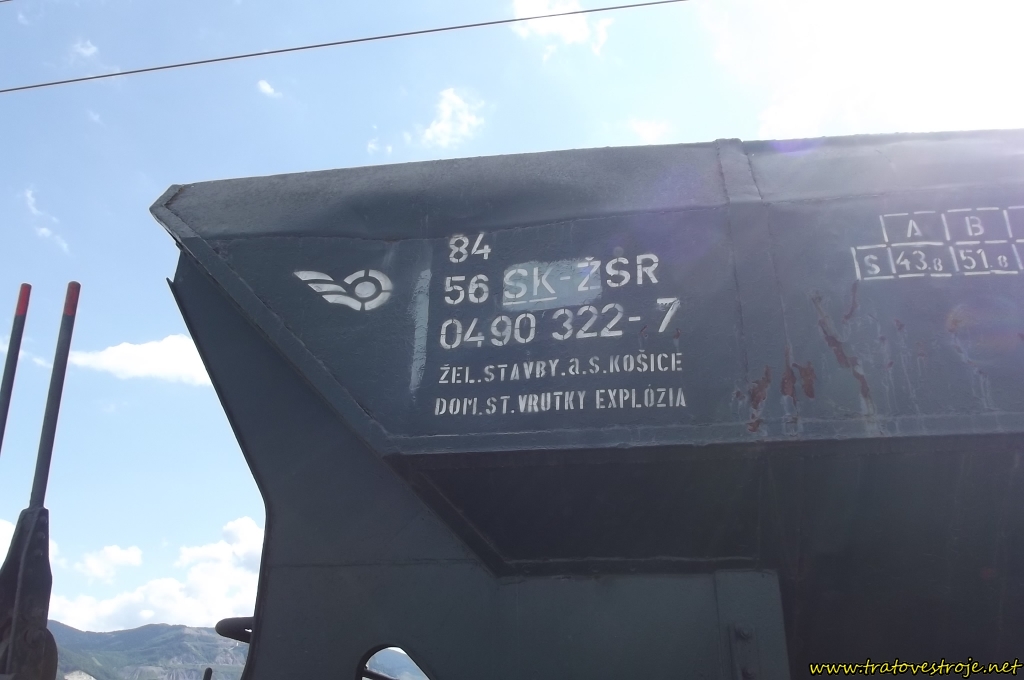 84
56 SK-ŽSR
0490 322-7
ŽEL.STAVBY.a.s.KOŠICE
DOM.ST.VRUTKY EXPLÓZIA
A B
S 43.8 51.8
www.tratovestroje.net